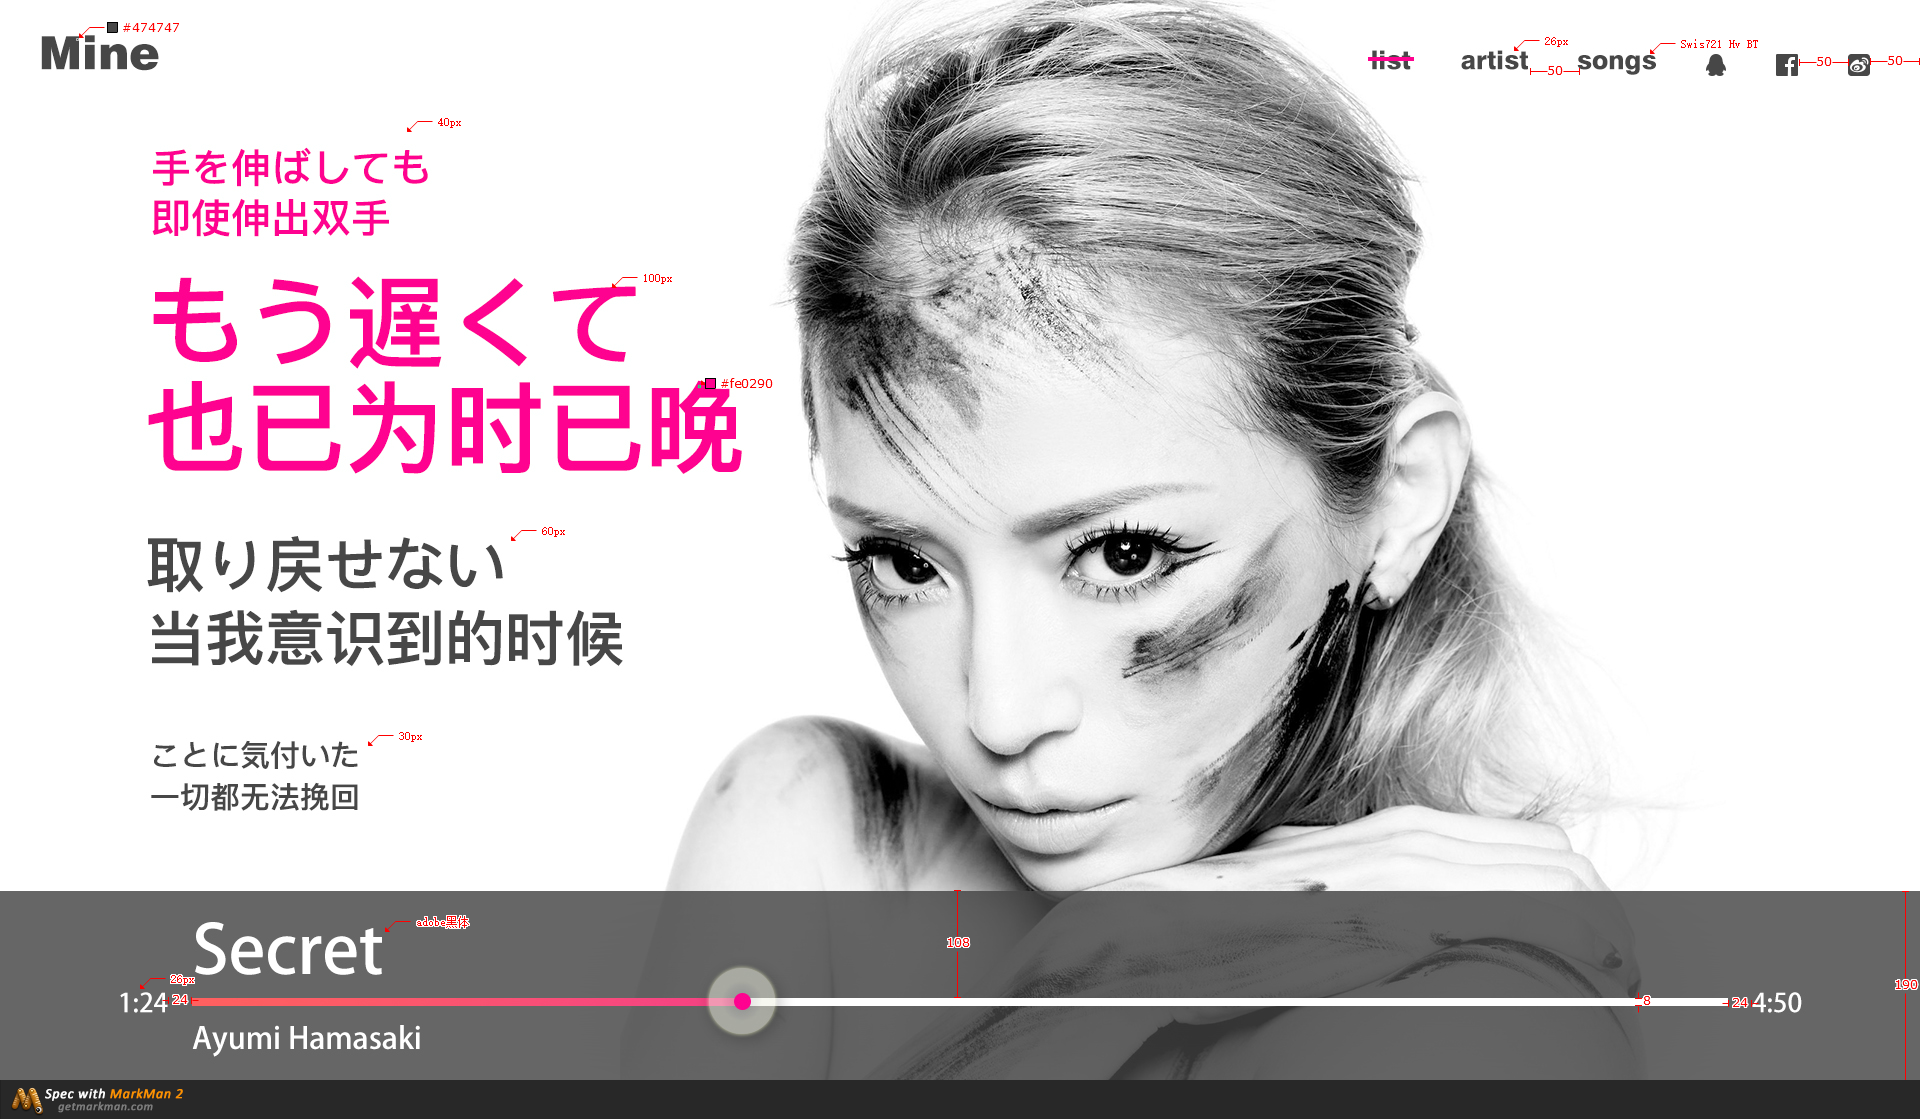 #474747
Mine
list
artist
songs
26px
50
Swis721 Hv BT
50
50
40px
手を伸ばしても
即使伸出双手
100px
もう遅くて
#fe0290
也已为时已晚
60px
取り戻せない
当我意识到的时候
30px
ことに気付いた
一切都无法挽回
adobe黑体
Secret
108
26px
1:24
24
8
24
4:50
190
Ayumi Hamasaki
Spec with MarkMan 2
getmarkman.com